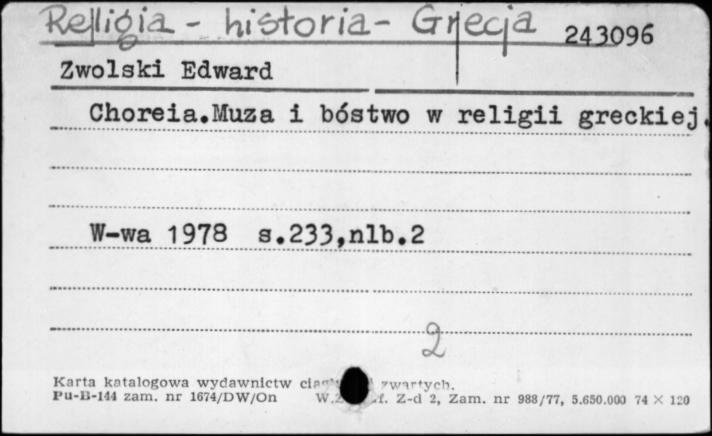 Religia - historia - Grecja 243096
Zwolski Edward
Choreia.Muza i bóstwo w religii greckiej.
W-wa 1978 s.233,nlb.2
2
Karta katalogowa wydawnictw zwartych.
Pu-B-144 zam. nr 1674/DW/On Z-d 2, Zam. nr 988/77, 5.650.000 74 × 120